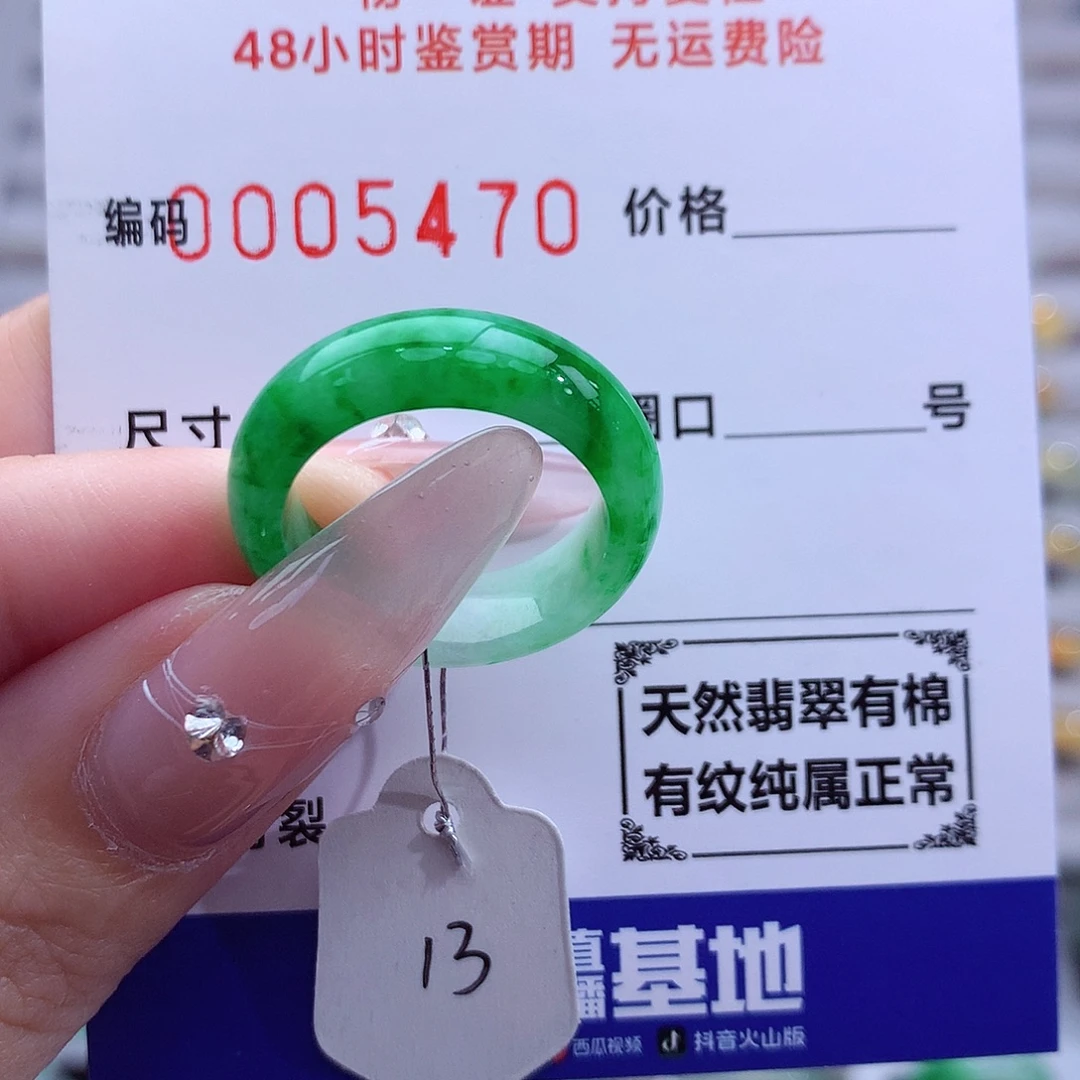 48小时鉴赏期 无运费险
编码0005470 价格
尺寸 圈口 号
天然翡翠有棉
有纹纯属正常
裂
13
直播基地
西瓜视频 抖音火山版